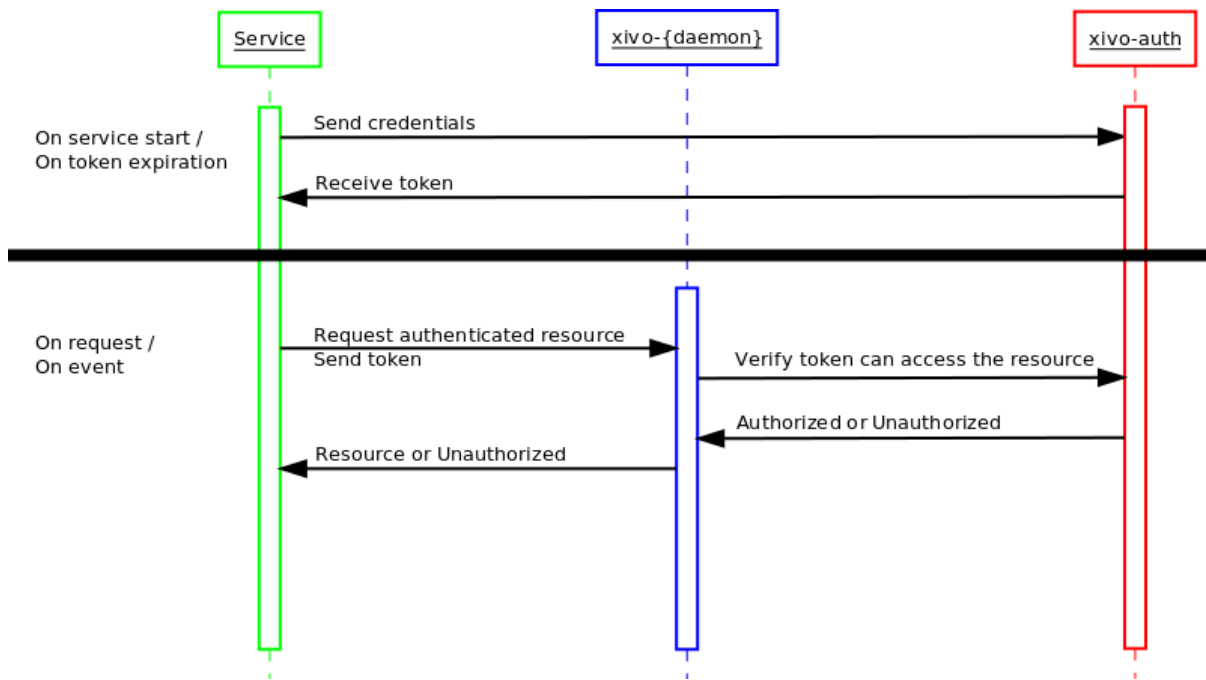 Service
xivo-{daemon}
xivo-auth
On service start /
On token expiration
Send credentials
Receive token
On request /
On event
Request authenticated resource
Send token
Verify token can access the resource
Authorized or Unauthorized
Resource or Unauthorized